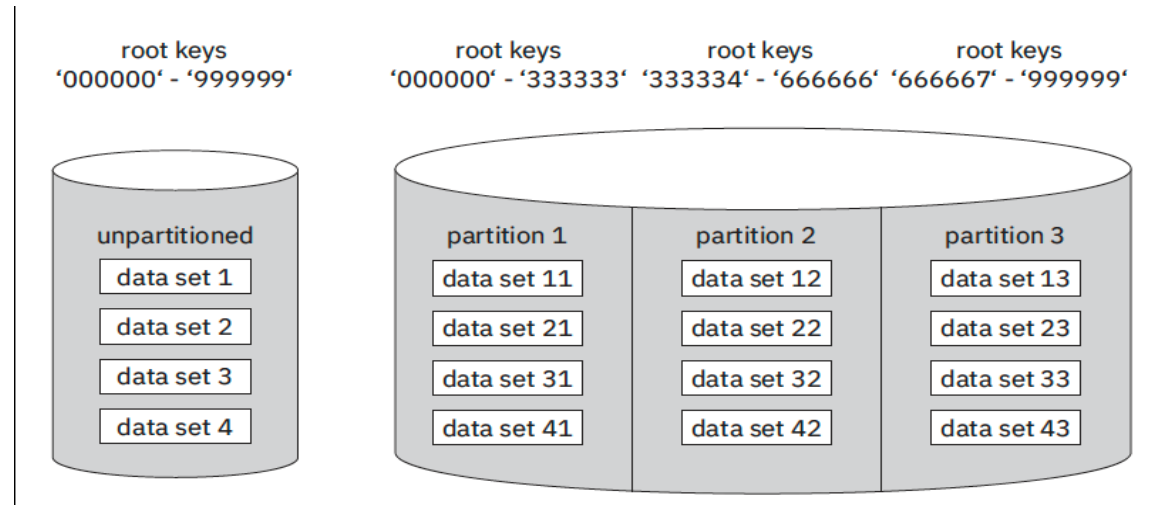 root keys
‘000000‘ - ‘999999‘
root keys
‘000000‘ - ‘333333‘
root keys
‘333334‘ - ‘666666‘
root keys
‘666667‘ - ‘999999‘
unpartitioned
data set 1
data set 2
data set 3
data set 4
partition 1
data set 11
data set 21
data set 31
data set 41
partition 2
data set 12
data set 22
data set 32
data set 42
partition 3
data set 13
data set 23
data set 33
data set 43